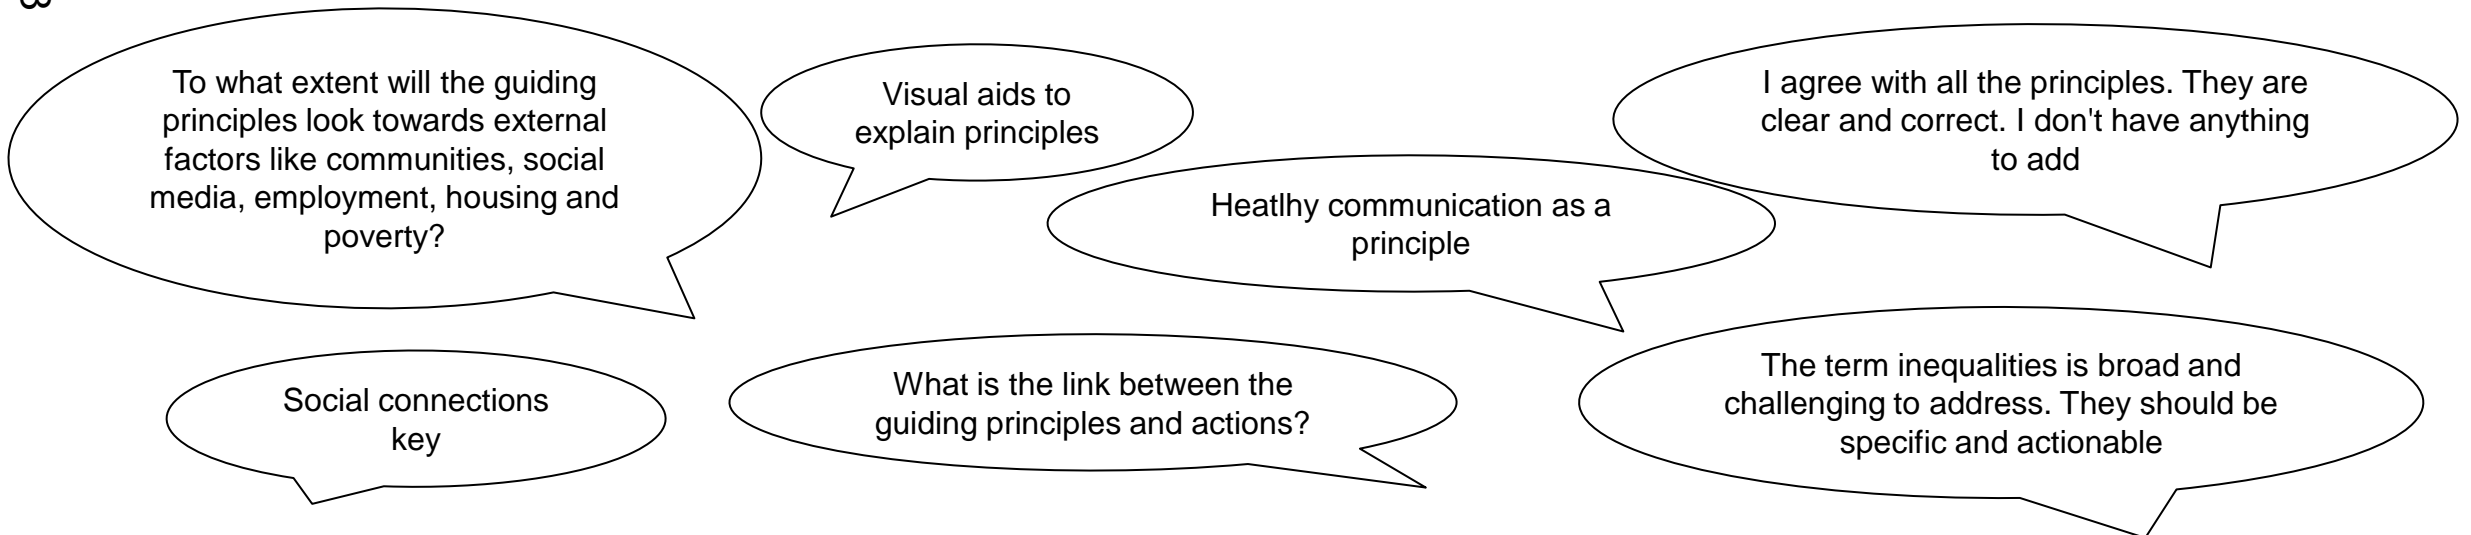 To what extent will the guiding
principles look towards external
factors like communities, social
media, employment, housing and
poverty?
Visual aids to
explain principles
Heatlhy communication as a
principle
I agree with all the principles. They are
clear and correct. I don't have anything
to add
Social connections
key
What is the link between the
guiding principles and actions?
The term inequalities is broad and
challenging to address. They should be
specific and actionable